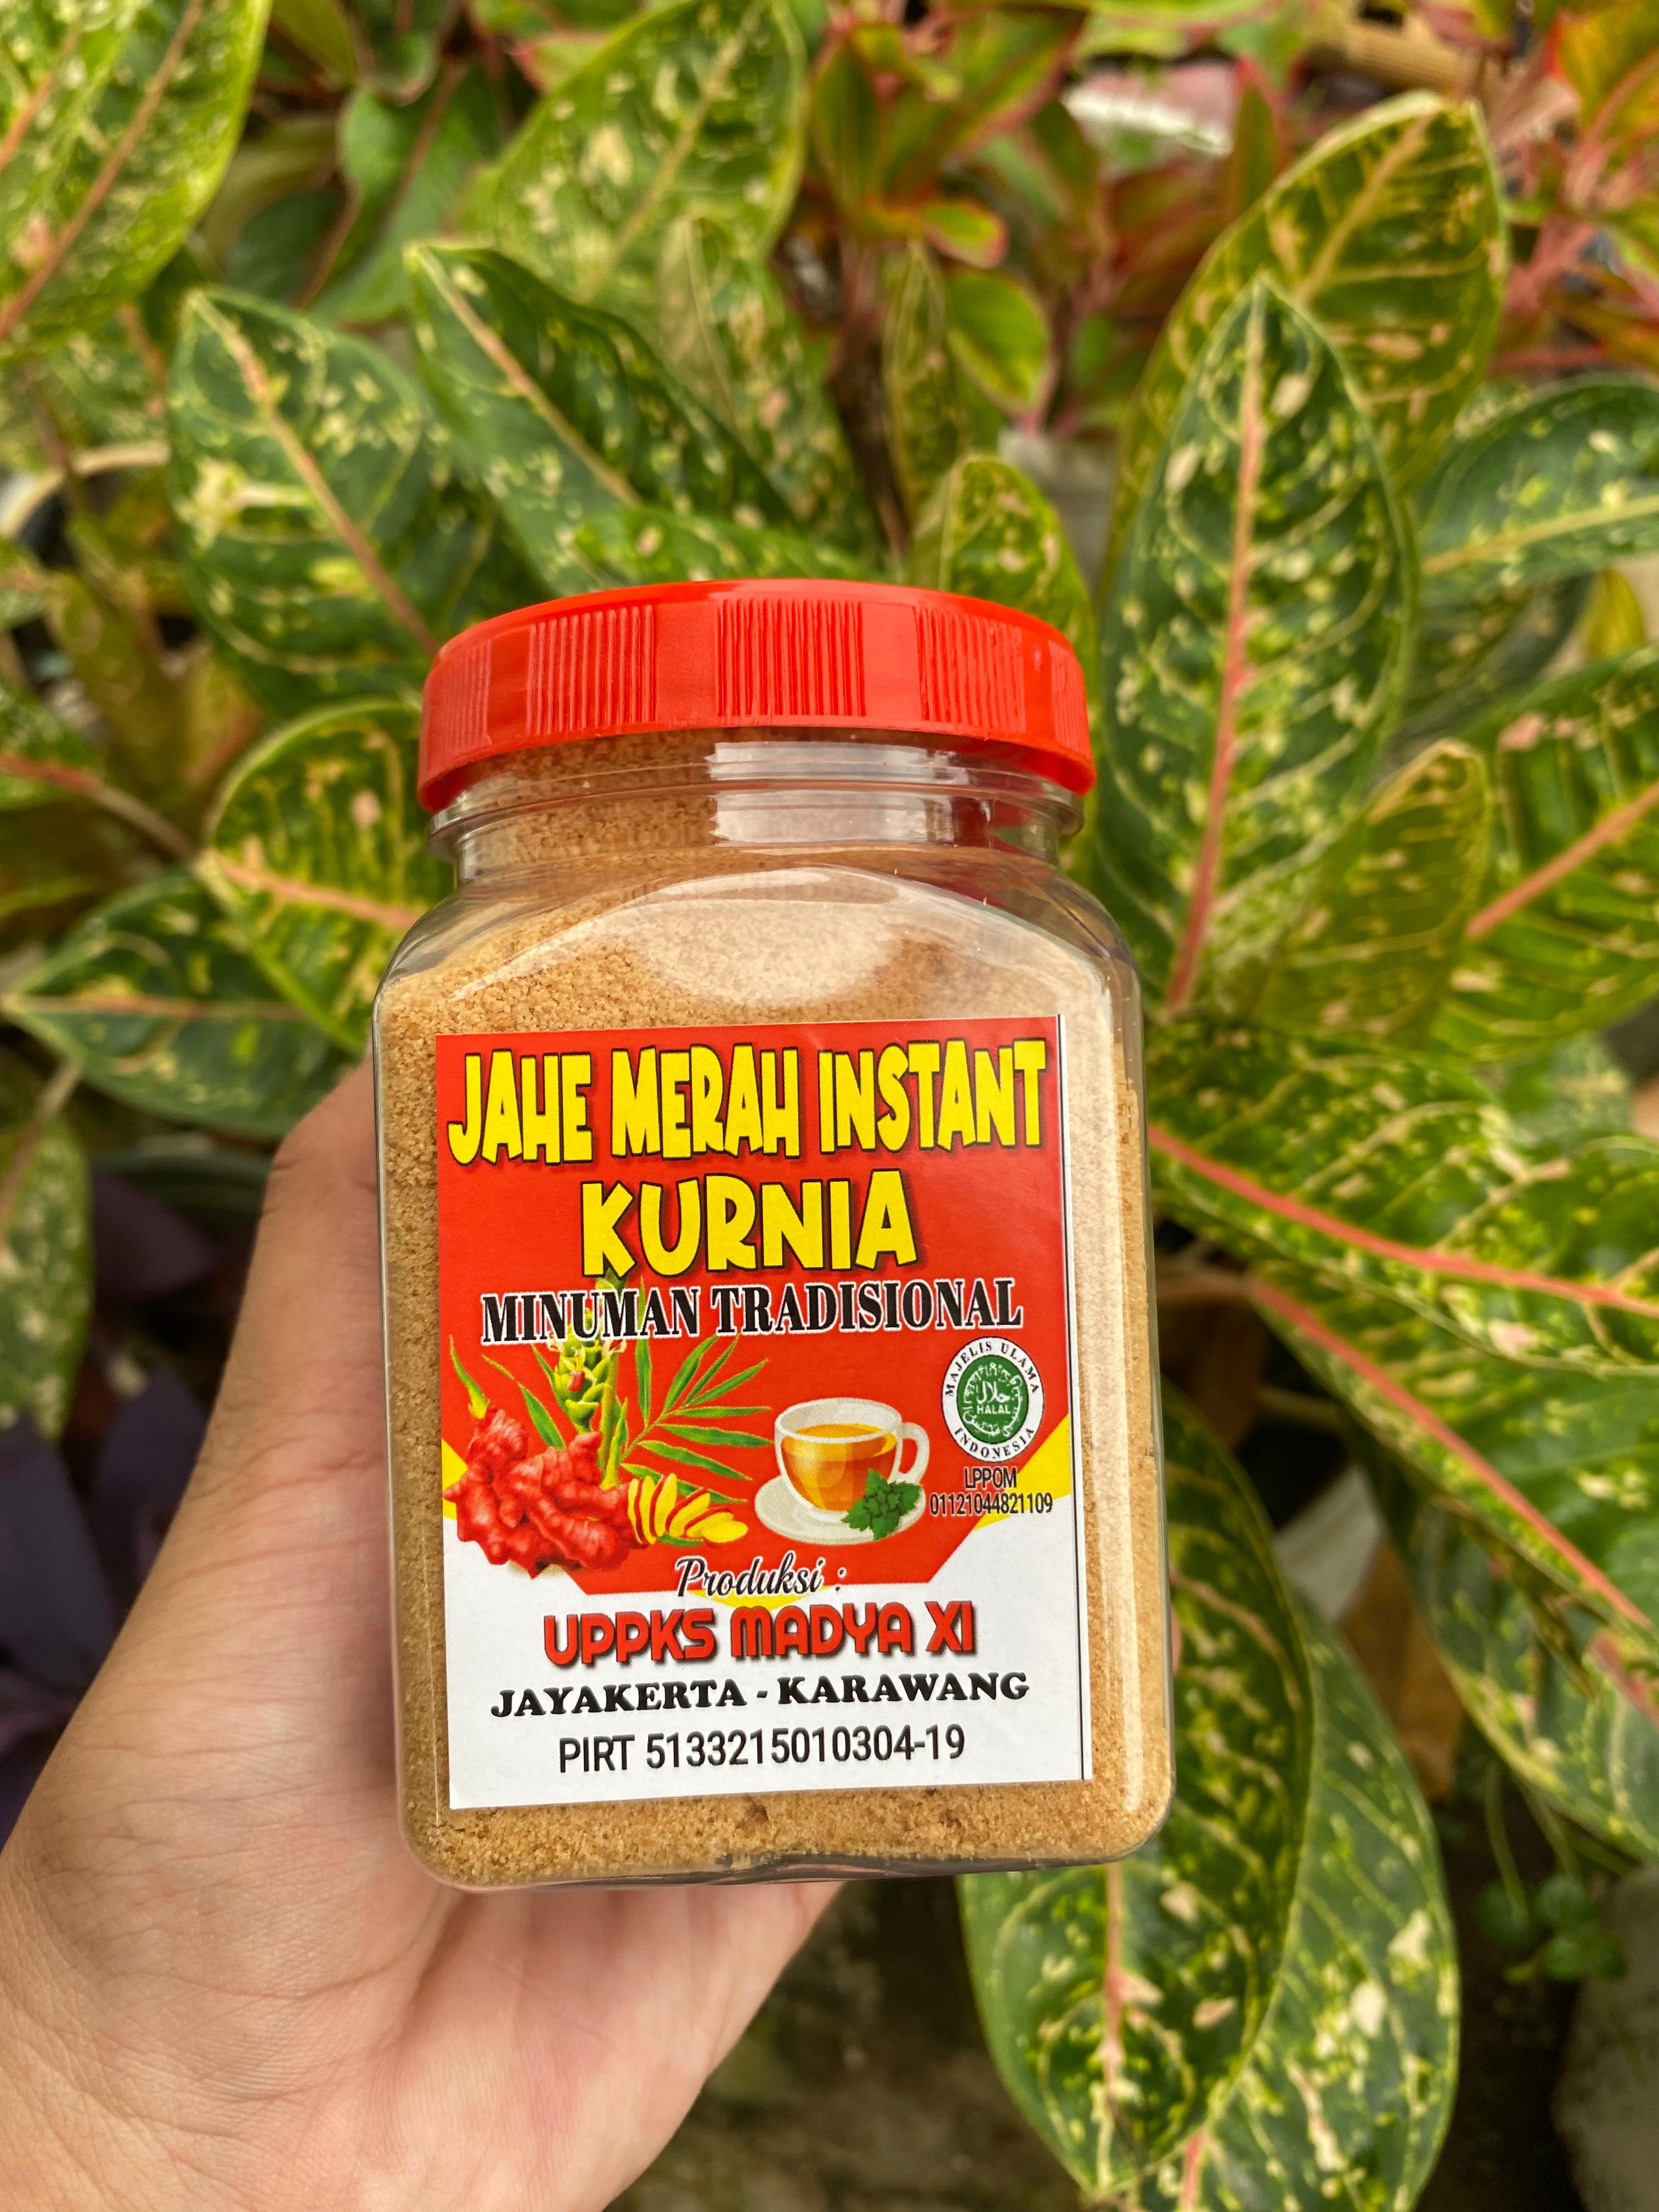 JAHE MERAH INSTANT
KURNIA
MINUMAN TRADISIONAL
MAJELIS ULAMA
حلال
HALAL
INDONESIA
LPPOM
01121044821109
Produksi :
UPPKS MADYA XI
JAYAKERTA - KARAWANG
PIRT 5133215010304-19